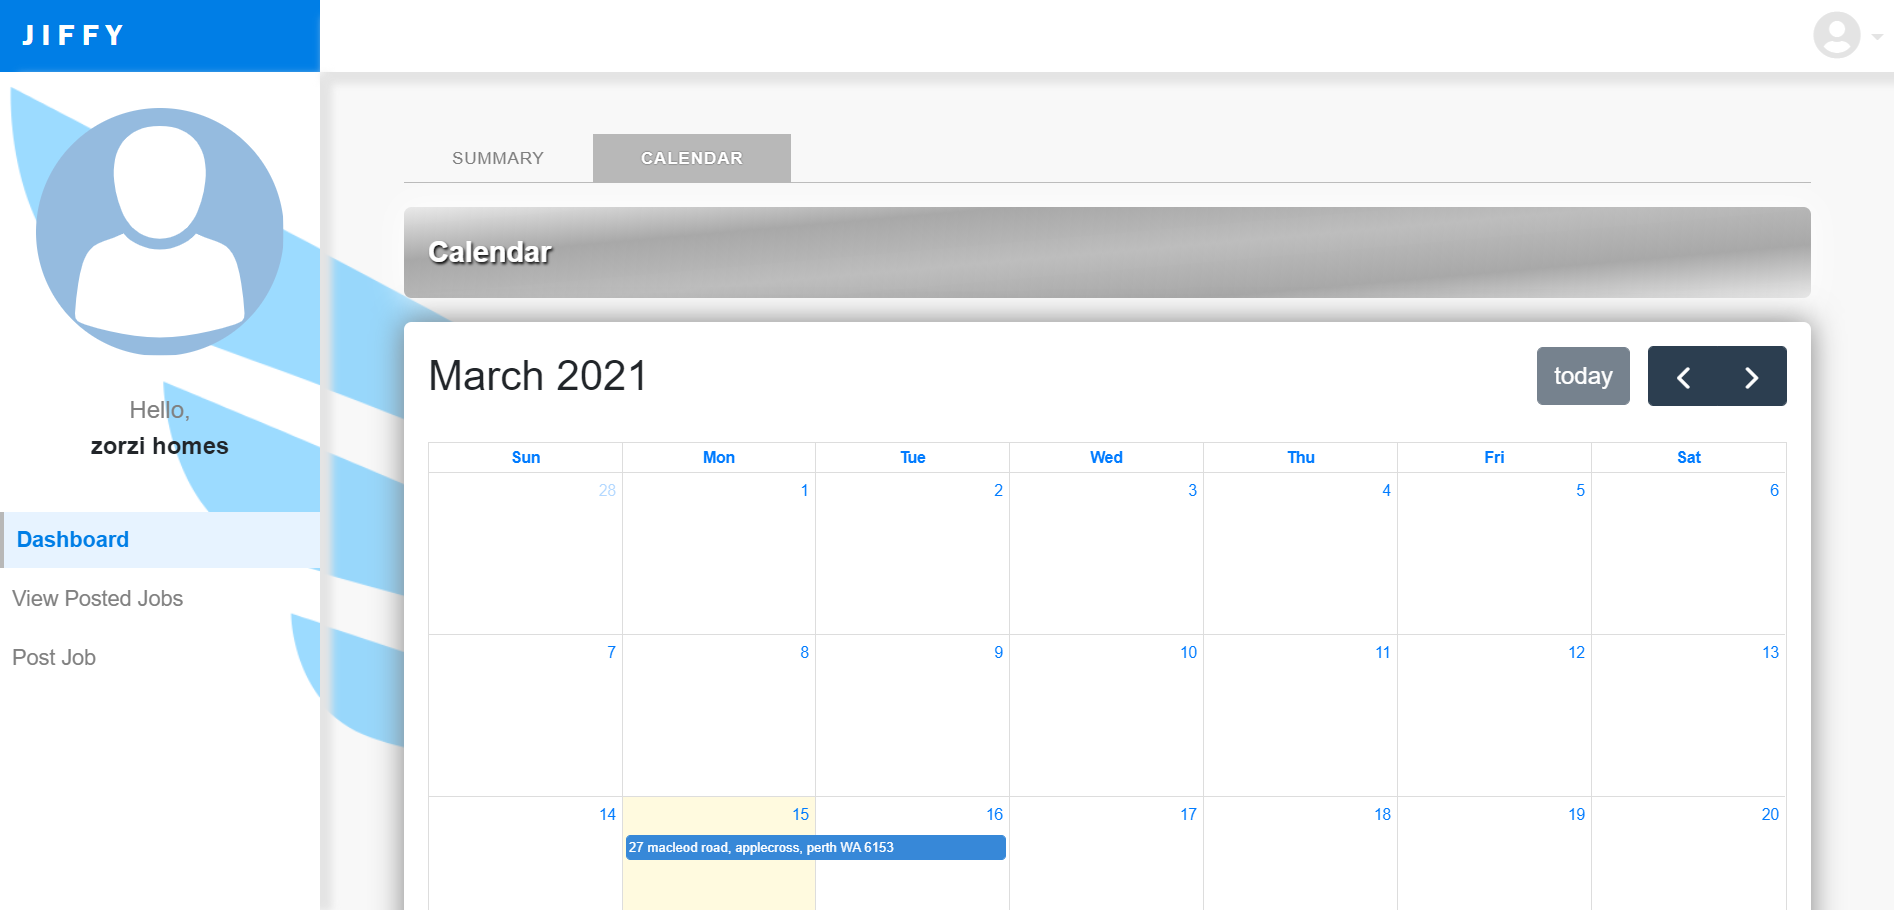 JIFFY
Hello,
zorzi homes
Dashboard
View Posted Jobs
Post Job
SUMMARY
CALENDAR
Calendar
March 2021
today
Sun Mon Tue Wed Thu Fri Sat
28 1 2 3 4 5 6
7 8 9 10 11 12 13
14 15 16 17 18 19 20
27 macleod road, applecross, perth WA 6153